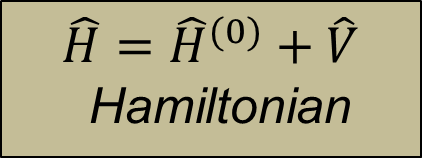 Ĥ = Ĥ⁽⁰⁾ + V̂
Hamiltonian